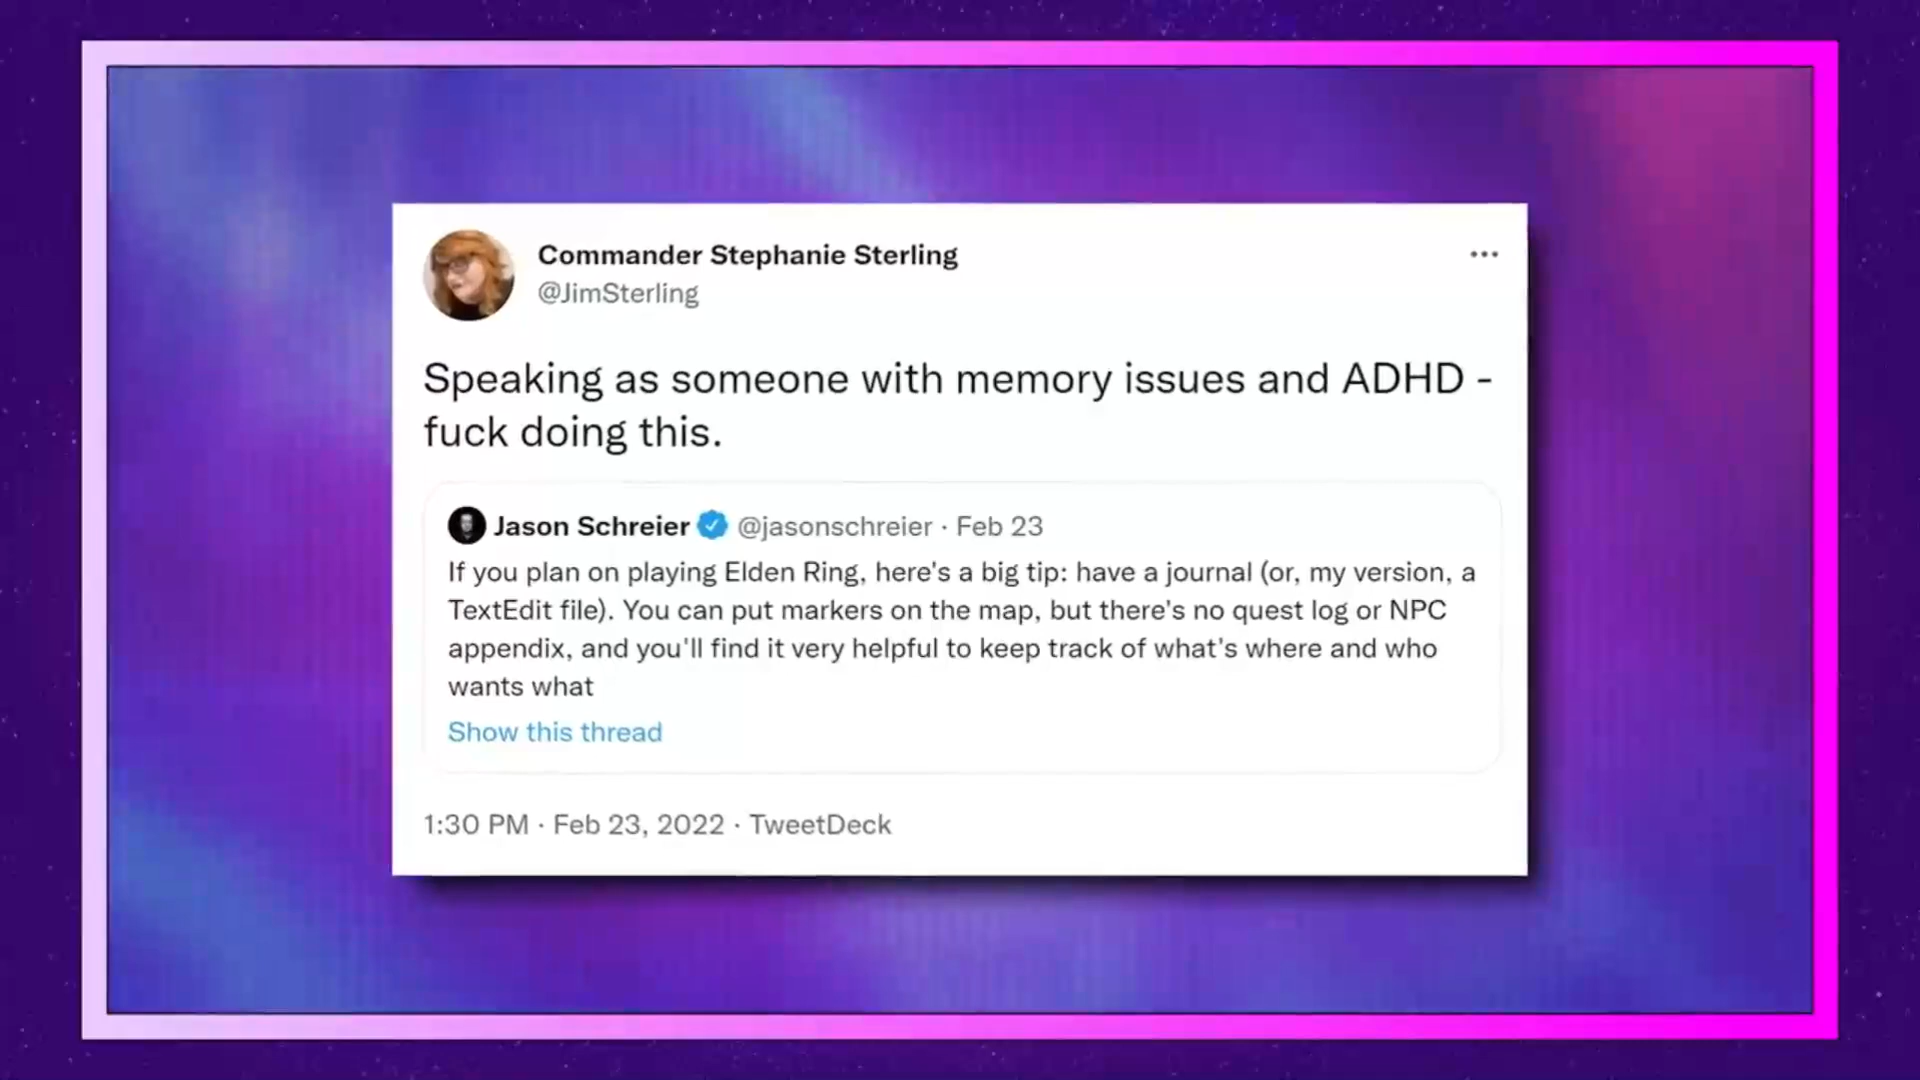 Commander Stephanie Sterling
@JimSterling
Speaking as someone with memory issues and ADHD -
fuck doing this.
Jason Schreier @jasonschreier · Feb 23
If you plan on playing Elden Ring, here's a big tip: have a journal (or, my version, a
TextEdit file). You can put markers on the map, but there's no quest log or NPC
appendix, and you'll find it very helpful to keep track of what's where and who
wants what
Show this thread
1:30 PM · Feb 23, 2022 · TweetDeck